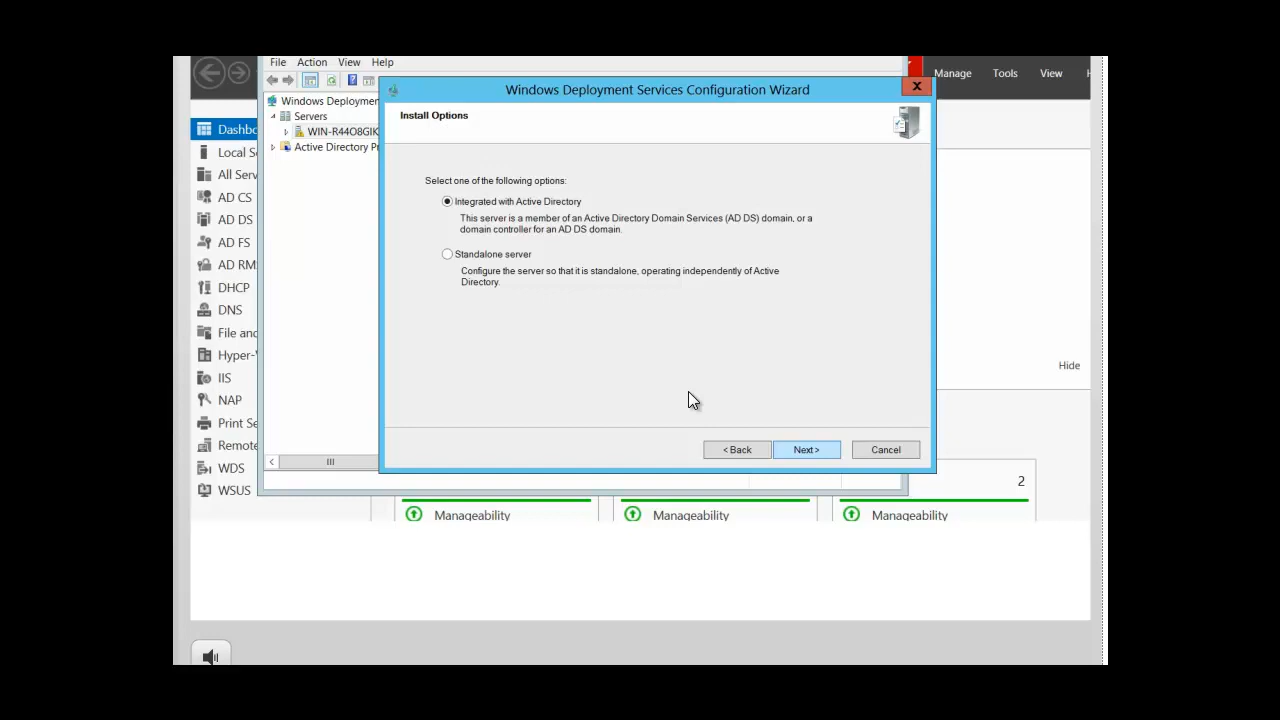 File Action View Help
Manage Tools View
Windows Deployment Services Configuration Wizard
Install Options
Windows Deploymen
Servers
WIN-R44O8GIK
Active Directory Pr
Dashbo
Local Se
All Serv
AD CS
AD DS
AD FS
AD RM
DHCP
DNS
File and
Hyper-V
IIS
NAP
Print Se
Remote
WDS
WSUS
Select one of the following options:
Integrated with Active Directory
This server is a member of an Active Directory Domain Services (AD DS) domain, or a
domain controller for an AD DS domain.
Standalone server
Configure the server so that it is standalone, operating independently of Active
Directory.
< Back Next > Cancel
Hide
2
Manageability Manageability Manageability